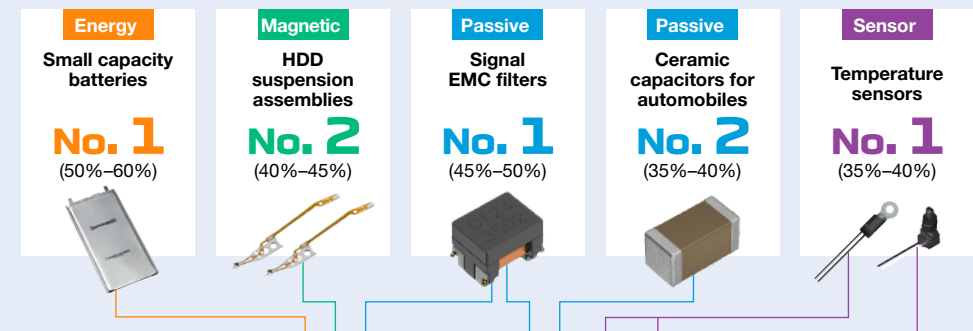 Energy
Small capacity
batteries
No. 1
(50%–60%)
Magnetic
HDD
suspension
assemblies
No. 2
(40%–45%)
Passive
Signal
EMC filters
No. 1
(45%–50%)
Passive
Ceramic
capacitors for
automobiles
No. 2
(35%–40%)
Sensor
Temperature
sensors
No. 1
(35%–40%)